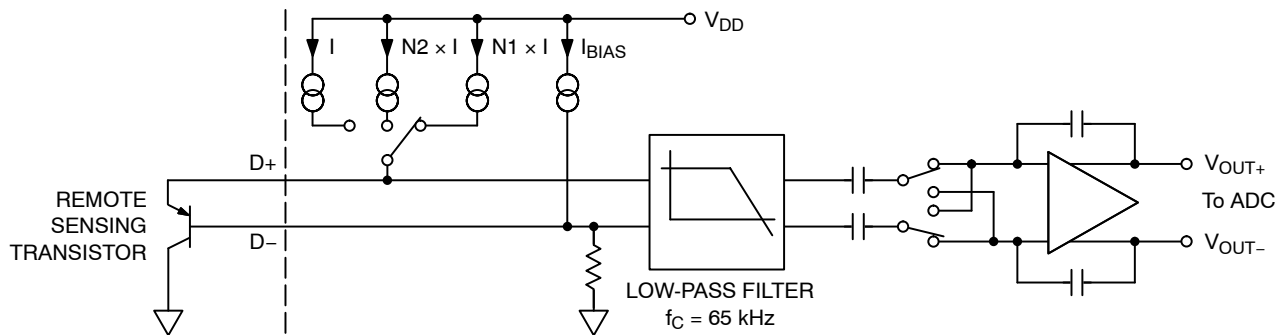 V_DD
I
N2 × I
N1 × I
I_BIAS
D+
REMOTE
SENSING
TRANSISTOR
D−
LOW-PASS FILTER
f_C = 65 kHz
V_OUT+
To ADC
V_OUT−